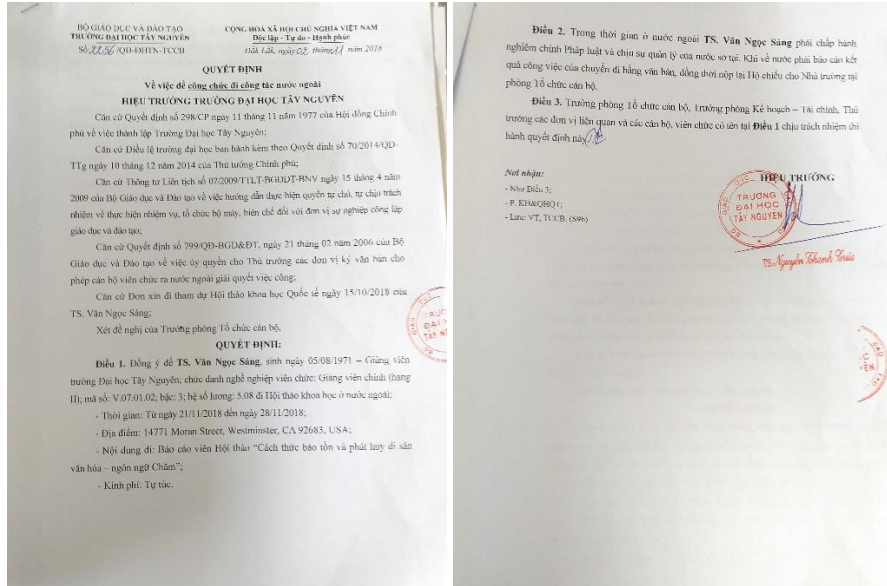 BỘ GIÁO DỤC VÀ ĐÀO TẠO
TRƯỜNG ĐẠI HỌC TÂY NGUYÊN
Số 2256/QĐ-ĐHTN-TCCB
CỘNG HOÀ XÃ HỘI CHỦ NGHĨA VIỆT NAM
Độc lập - Tự do - Hạnh phúc
Đắk Lắk, ngày 02 tháng 11 năm 2018
QUYẾT ĐỊNH
Về việc để công chức đi công tác nước ngoài
HIỆU TRƯỞNG TRƯỜNG ĐẠI HỌC TÂY NGUYÊN
Căn cứ Quyết định số 298/CP ngày 11 tháng 11 năm 1977 của Hội đồng Chính
phủ về việc thành lập Trường Đại học Tây Nguyên;
Căn cứ Điều lệ trường đại học ban hành kèm theo Quyết định số 70/2014/QĐ-
TTg ngày 10 tháng 12 năm 2014 của Thủ tướng Chính phủ;
Căn cứ Thông tư Liên tịch số 07/2009/TTLT-BGDĐT-BNV ngày 15 tháng 4 năm
2009 của Bộ Giáo dục và Đào tạo về việc hướng dẫn thực hiện quyền tự chủ, tự chịu trách
nhiệm về thực hiện nhiệm vụ, tổ chức bộ máy, biên chế đối với đơn vị sự nghiệp công lập
giáo dục và đào tạo;
Căn cứ Quyết định số 799/QĐ-BGD&ĐT, ngày 21 tháng 02 năm 2006 của Bộ
Giáo dục và Đào tạo về việc ủy quyền cho Thủ trưởng các đơn vị ký văn bản cho
phép cán bộ viên chức ra nước ngoài giải quyết việc công;
Căn cứ Đơn xin đi tham dự Hội thảo khoa học Quốc tế ngày 15/10/2018 của
TS. Văn Ngọc Sáng;
Xét đề nghị của Trưởng phòng Tổ chức cán bộ,
QUYẾT ĐỊNH:
Điều 1. Đồng ý để TS. Văn Ngọc Sáng, sinh ngày 05/08/1971 – Giảng viên
trường Đại học Tây Nguyên; chức danh nghề nghiệp viên chức: Giảng viên chính (hạng
II); mã số: V.07.01.02; bậc: 3; hệ số lương: 5.08 đi Hội thảo khoa học ở nước ngoài:
- Thời gian: Từ ngày 21/11/2018 đến ngày 28/11/2018;
- Địa điểm: 14771 Moran Street, Westminster, CA 92683, USA;
- Nội dung đi: Báo cáo viên Hội thảo “Cách thức bảo tồn và phát huy di sản
văn hóa – ngôn ngữ Chăm”;
- Kinh phí: Tự túc.
Điều 2. Trong thời gian ở nước ngoài TS. Văn Ngọc Sáng phải chấp hành
nghiêm chỉnh Pháp luật và chịu sự quản lý của nước sở tại. Khi về nước phải báo cáo kết
quả công việc của chuyến đi bằng văn bản, đồng thời nộp lại Hộ chiếu cho Nhà trường tại
phòng Tổ chức cán bộ.
Điều 3. Trưởng phòng Tổ chức cán bộ, Trưởng phòng Kế hoạch – Tài chính, Thủ
trưởng các đơn vị liên quan và các cán bộ, viên chức có tên tại Điều 1 chịu trách nhiệm thi
hành quyết định này.
Nơi nhận:
- Như Điều 3;
- P. KH&QHQT;
- Lưu: VT, TCCB. (S9b)
HIỆU TRƯỞNG
TRƯỜNG
ĐẠI HỌC
TÂY NGUYÊN
TS. Nguyễn Thanh Trúc